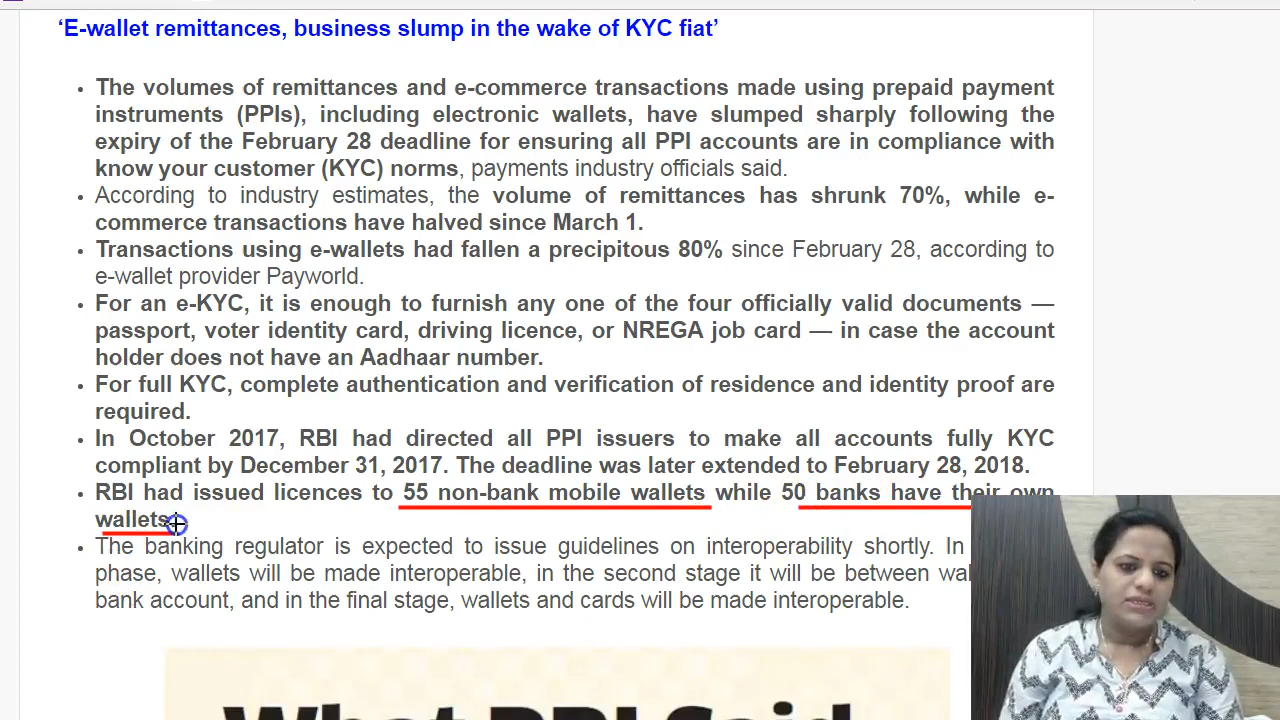 ‘E-wallet remittances, business slump in the wake of KYC fiat’
• The volumes of remittances and e-commerce transactions made using prepaid payment
instruments (PPIs), including electronic wallets, have slumped sharply following the
expiry of the February 28 deadline for ensuring all PPI accounts are in compliance with
know your customer (KYC) norms, payments industry officials said.
• According to industry estimates, the volume of remittances has shrunk 70%, while e-
commerce transactions have halved since March 1.
• Transactions using e-wallets had fallen a precipitous 80% since February 28, according to
e-wallet provider Payworld.
• For an e-KYC, it is enough to furnish any one of the four officially valid documents —
passport, voter identity card, driving licence, or NREGA job card — in case the account
holder does not have an Aadhaar number.
• For full KYC, complete authentication and verification of residence and identity proof are
required.
• In October 2017, RBI had directed all PPI issuers to make all accounts fully KYC
compliant by December 31, 2017. The deadline was later extended to February 28, 2018.
• RBI had issued licences to 55 non-bank mobile wallets while 50 banks have their own
wallets.
• The banking regulator is expected to issue guidelines on interoperability shortly. In
phase, wallets will be made interoperable, in the second stage it will be between
bank account, and in the final stage, wallets and cards will be made interoperable.
What RBI Said